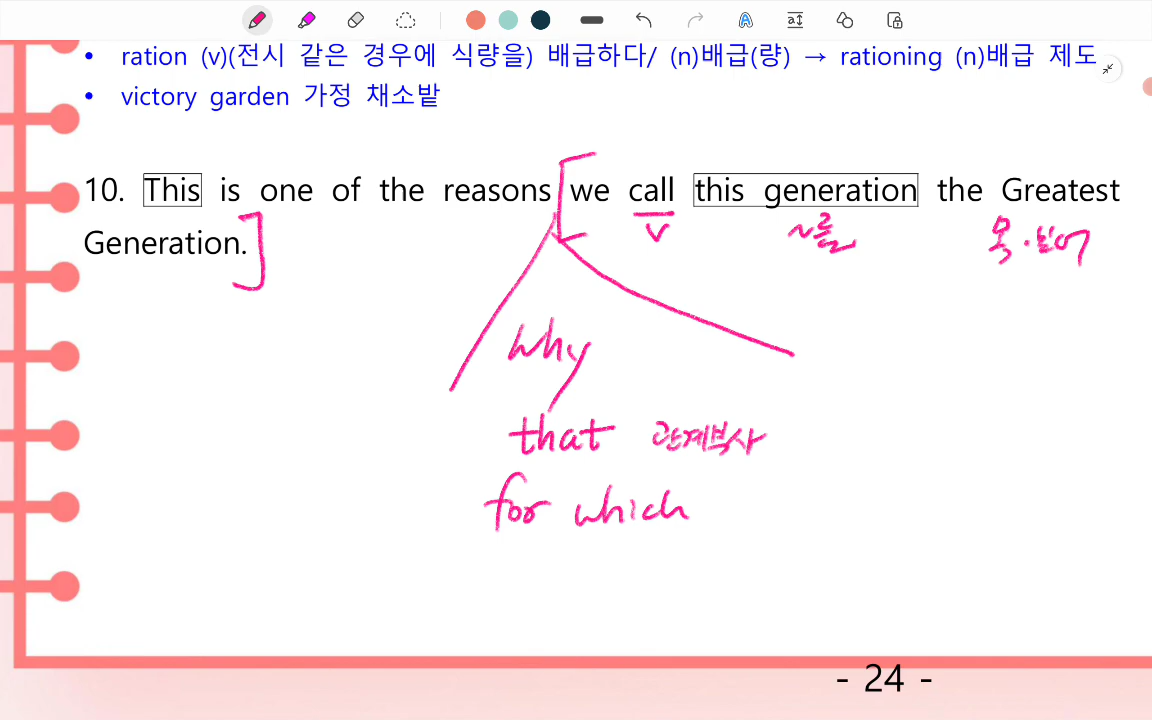 • ration (v)(전시 같은 경우에 식량을) 배급하다/ (n)배급(량) → rationing (n)배급 제도
• victory garden 가정 채소밭
10. This is one of the reasons we call this generation the Greatest
Generation.
v ~를 목.보어
why
that 관계부사
for which
- 24 -